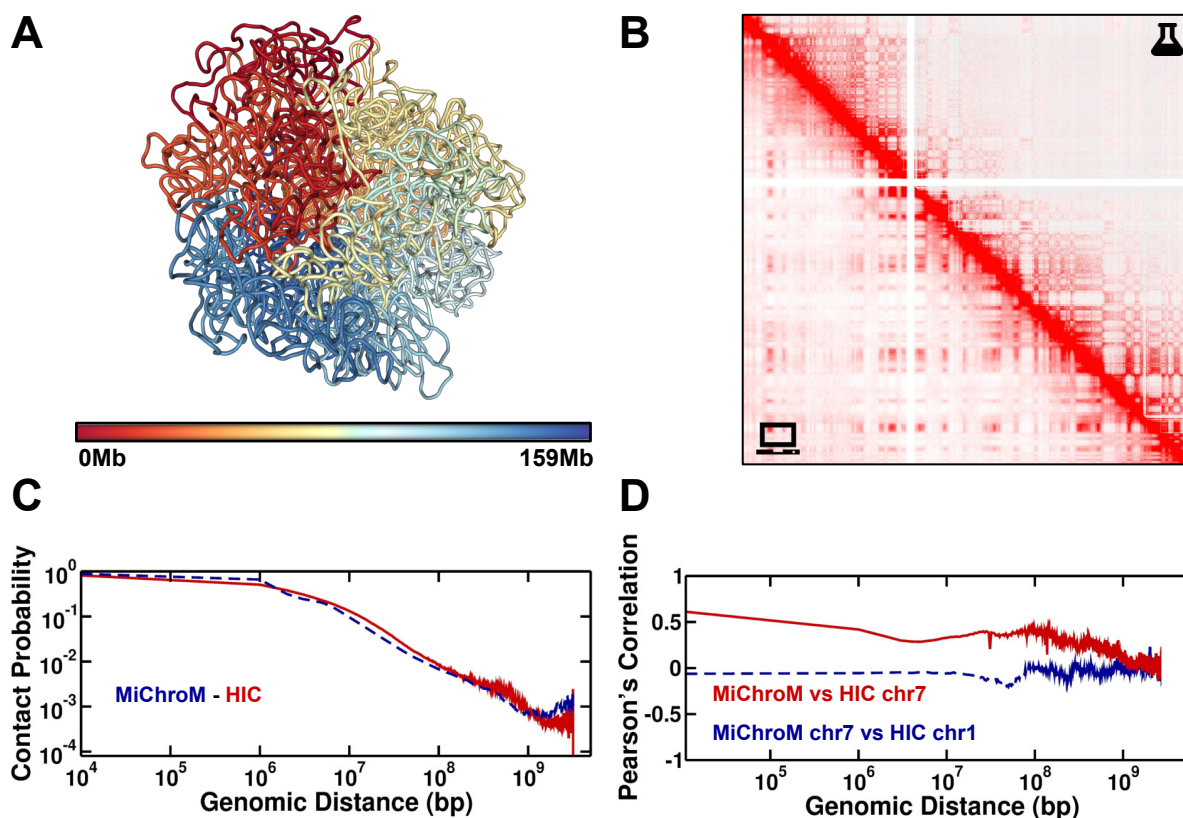 A
B
0Mb
159Mb
C
D
Contact Probability
10^0
10^-1
10^-2
10^-3
10^-4
MiChroM - HIC
10^4
10^5
10^6
10^7
10^8
10^9
Genomic Distance (bp)
Pearson's Correlation
1
0.5
0
-0.5
-1
MiChroM vs HIC chr7
MiChroM chr7 vs HIC chr1
10^5
10^6
10^7
10^8
10^9
Genomic Distance (bp)